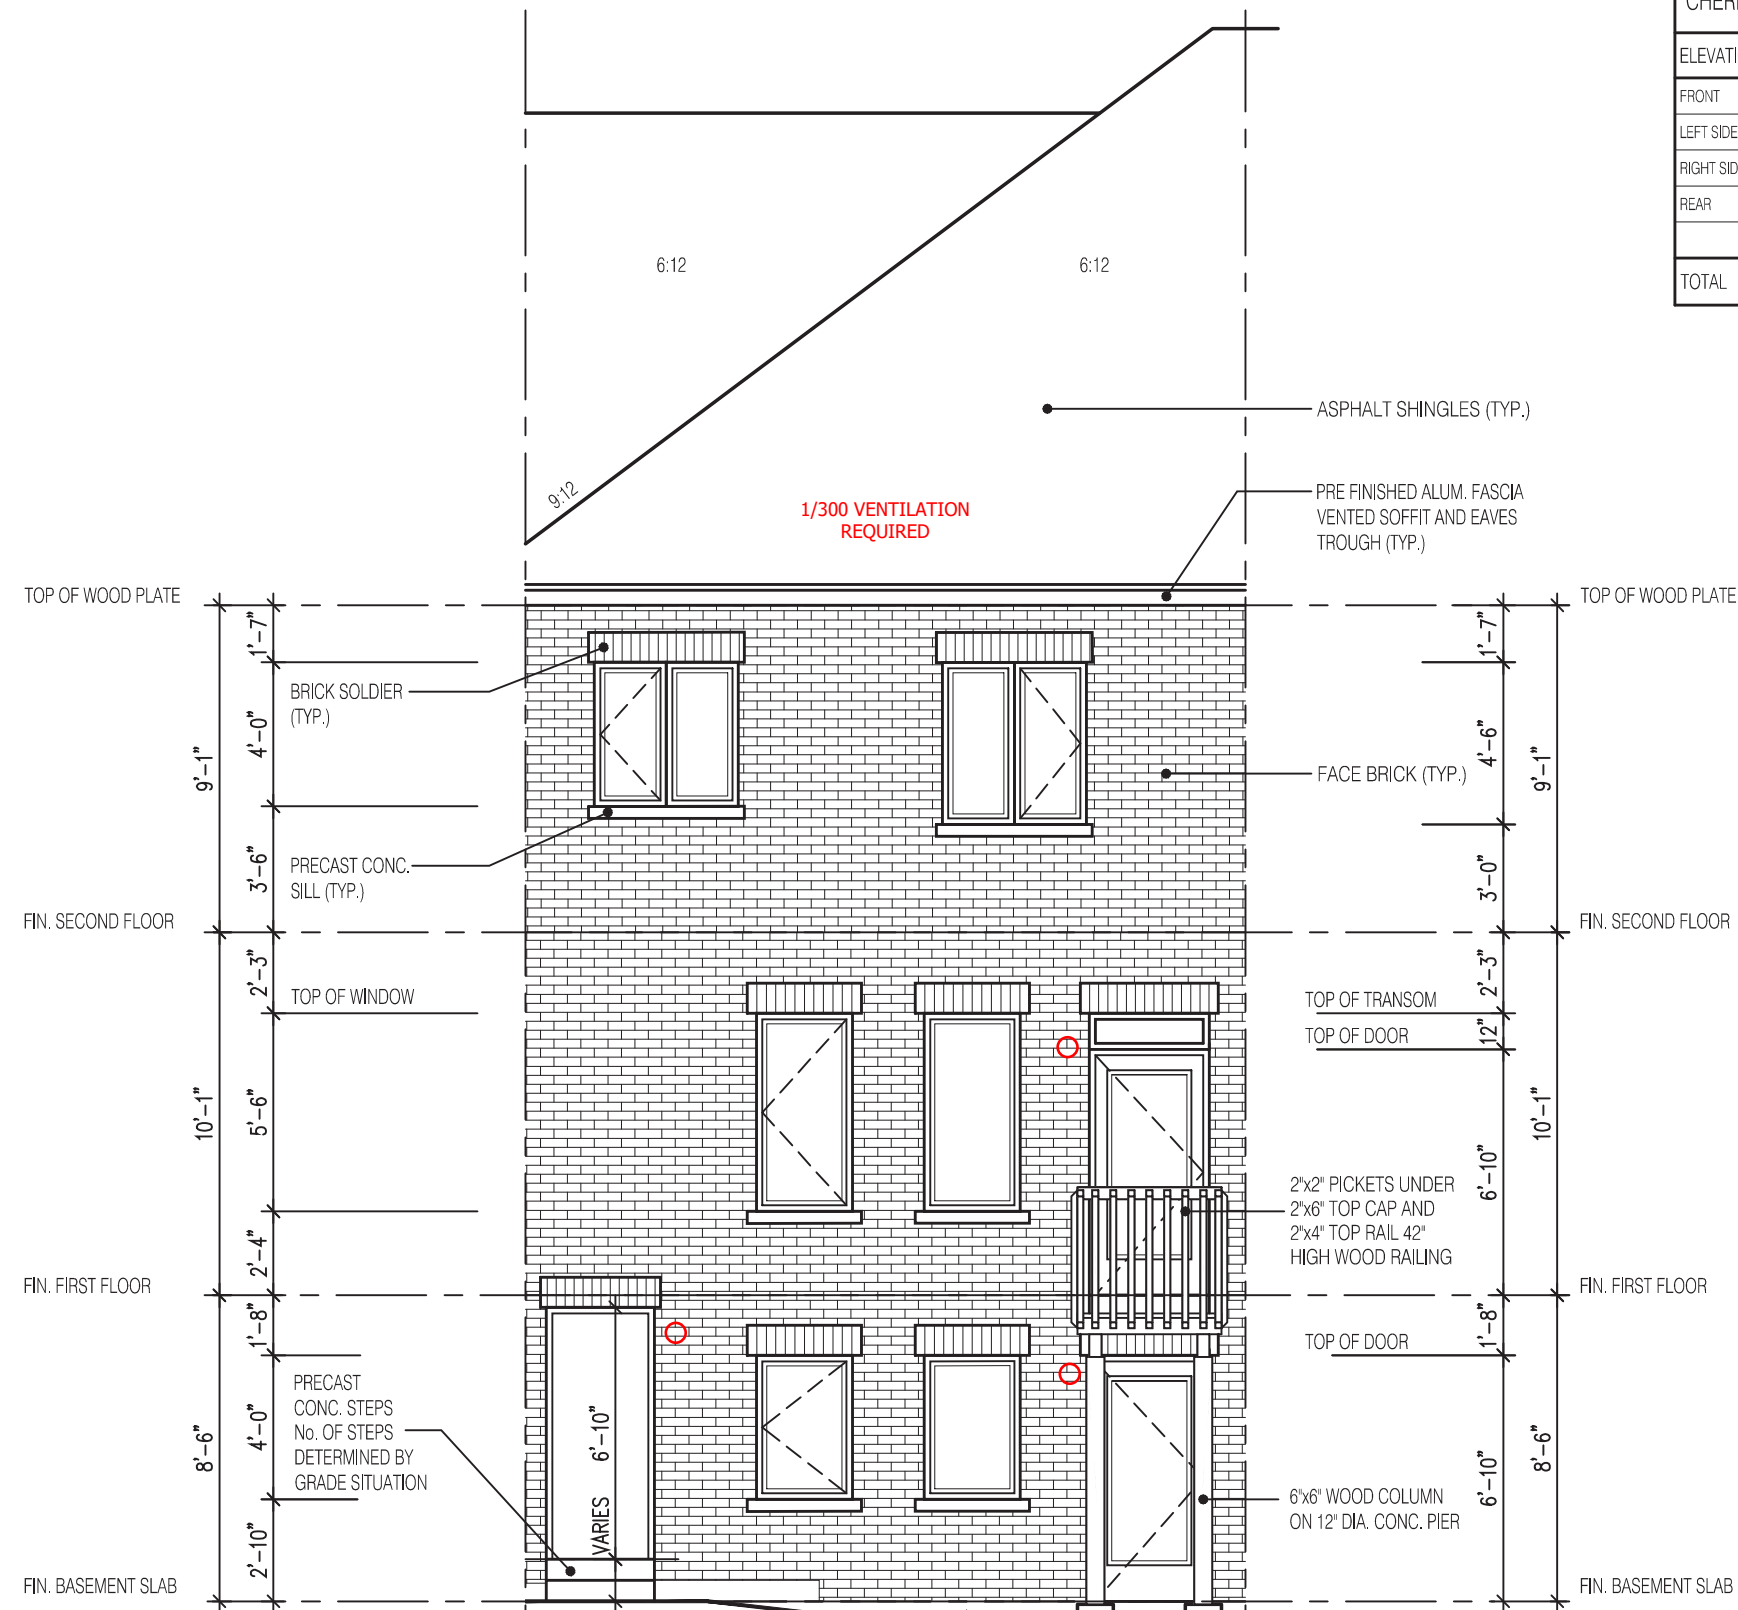 ELEVATI
FRONT
LEFT SIDE
RIGHT SID
REAR
TOTAL
6:12
6:12
9:12
ASPHALT SHINGLES (TYP.)
1/300 VENTILATION
REQUIRED
PRE FINISHED ALUM. FASCIA
VENTED SOFFIT AND EAVES
TROUGH (TYP.)
TOP OF WOOD PLATE
TOP OF WOOD PLATE
1'-7"
1'-7"
BRICK SOLDIER
(TYP.)
4'-0"
9'-1"
4'-6"
9'-1"
FACE BRICK (TYP.)
PRECAST CONC.
SILL (TYP.)
3'-6"
3'-0"
FIN. SECOND FLOOR
FIN. SECOND FLOOR
2'-3"
2'-3"
TOP OF WINDOW
TOP OF TRANSOM
12"
TOP OF DOOR
10'-1"
5'-6"
6'-10"
10'-1"
2"x2" PICKETS UNDER
2"x6" TOP CAP AND
2"x4" TOP RAIL 42"
HIGH WOOD RAILING
2'-4"
FIN. FIRST FLOOR
FIN. FIRST FLOOR
1'-8"
1'-8"
TOP OF DOOR
PRECAST
CONC. STEPS
No. OF STEPS
DETERMINED BY
GRADE SITUATION
8'-6"
4'-0"
6'-10"
VARIES
6'-10"
8'-6"
6"x6" WOOD COLUMN
ON 12" DIA. CONC. PIER
2'-10"
FIN. BASEMENT SLAB
FIN. BASEMENT SLAB